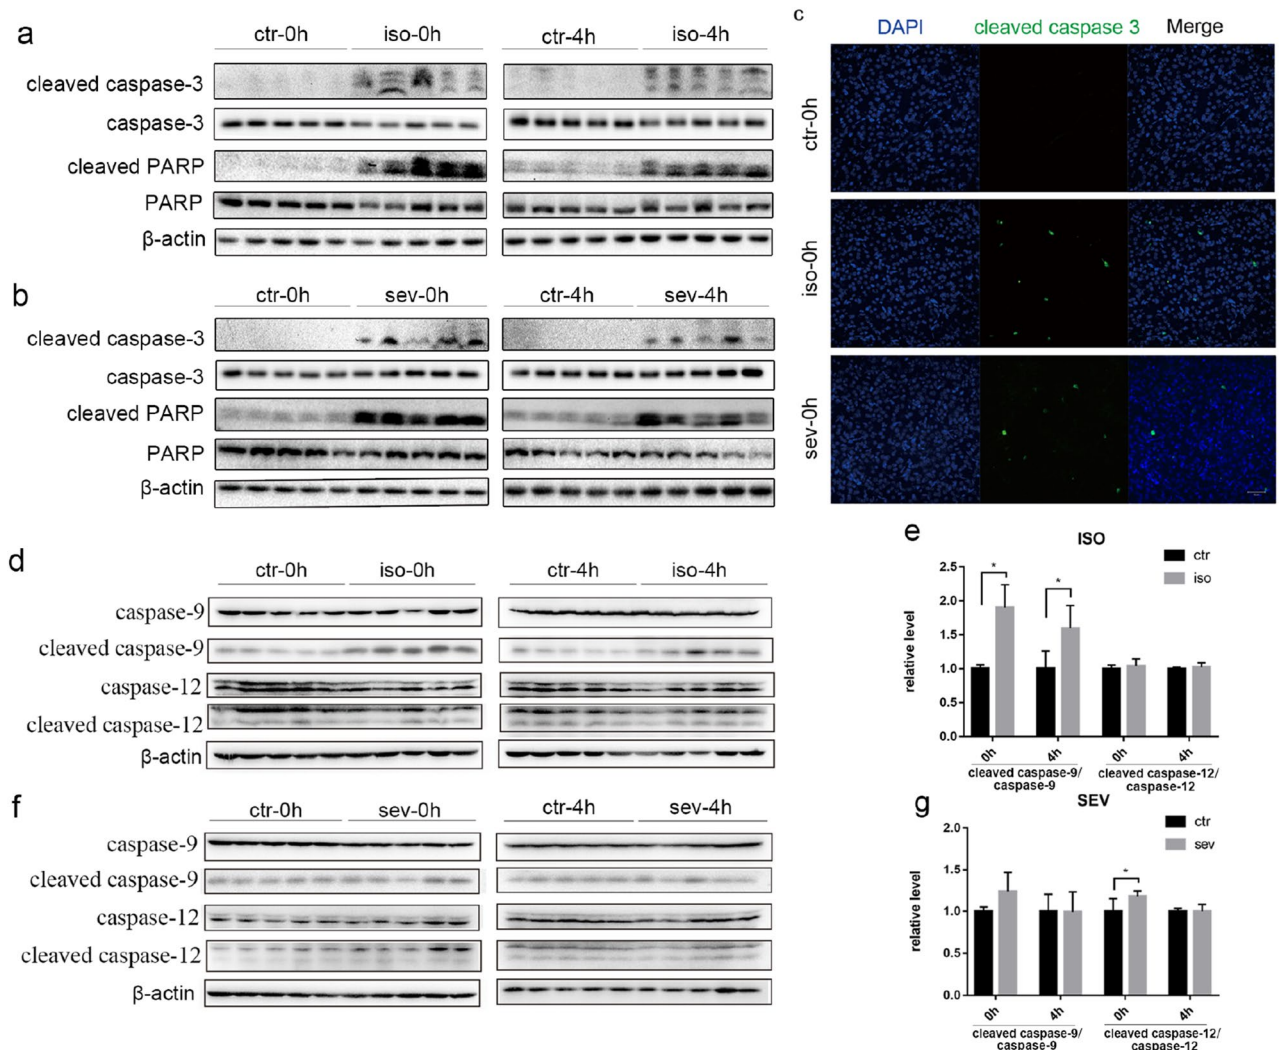 a
ctr-0h iso-0h ctr-4h iso-4h
cleaved caspase-3
caspase-3
cleaved PARP
PARP
β-actin
b
ctr-0h sev-0h ctr-4h sev-4h
cleaved caspase-3
caspase-3
cleaved PARP
PARP
β-actin
c
DAPI cleaved caspase 3 Merge
ctr-0h
iso-0h
sev-0h
d
ctr-0h iso-0h ctr-4h iso-4h
caspase-9
cleaved caspase-9
caspase-12
cleaved caspase-12
β-actin
e
ISO
ctr
iso
relative level
2.5
2.0
1.5
1.0
0.5
0.0
* *
0h 4h 0h 4h
cleaved caspase-9/ cleaved caspase-12/
caspase-9 caspase-12
f
ctr-0h sev-0h ctr-4h sev-4h
caspase-9
cleaved caspase-9
caspase-12
cleaved caspase-12
β-actin
g
SEV
ctr
sev
relative level
2.0
1.5
1.0
0.5
0.0
*
0h 4h 0h 4h
cleaved caspase-9/ cleaved caspase-12/
caspase-9 caspase-12